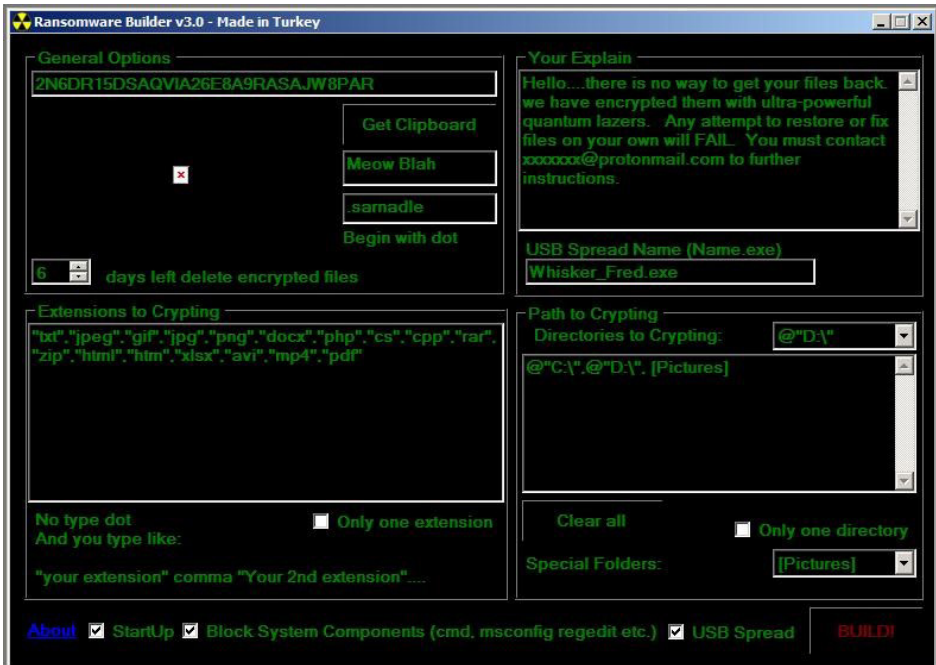 Ransomware Builder v3.0 - Made in Turkey
General Options
2N6DR15DSAQVIA26E8A9RASAJW8PAR
Get Clipboard
Meow Blah
.sarnadle
Begin with dot
6 days left delete encrypted files
Your Explain
Hello....there is no way to get your files back.
we have encrypted them with ultra-powerful
quantum lazers. Any attempt to restore or fix
files on your own will FAIL. You must contact
xxxxxxx@protonmail.com to further
instructions.
USB Spread Name (Name.exe)
Whisker_Fred.exe
Extensions to Crypting
"txt","jpeg","gif","jpg","png","docx","php","cs","cpp","rar",
"zip","html","htm","xlsx","avi","mp4","pdf"
No type dot
And you type like:
Only one extension
"your extension" comma "Your 2nd extension"....
Path to Crypting
Directories to Crypting: @"D:\"
@"C:\",@"D:\", [Pictures]
Clear all
Only one directory
Special Folders: [Pictures]
About StartUp Block System Components (cmd, msconfig regedit etc.) USB Spread BUILD!